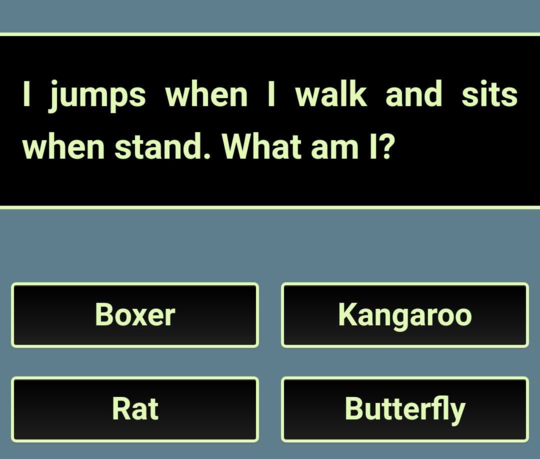 I jumps when I walk and sits
when stand. What am I?
Boxer
Kangaroo
Rat
Butterfly